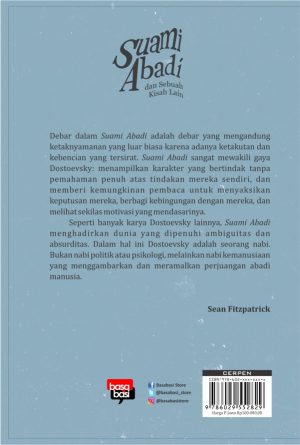 Suami
Abadi
dan Sebuah
Kisah Lain
Debar dalam Suami Abadi adalah debar yang mengandung
ketaknyamanan yang luar biasa karena adanya ketakutan dan
kebencian yang tersirat. Suami Abadi sangat mewakili gaya
Dostoevsky: menampilkan karakter yang bertindak tanpa
pemahaman penuh atas tindakan mereka sendiri, dan
memberi kemungkinan pembaca untuk menyaksikan
keputusan mereka, berbagi kebingungan dengan mereka, dan
melihat sekilas motivasi yang mendasarinya.
Seperti banyak karya Dostoevsky lainnya, Suami Abadi
menghadirkan dunia yang dipenuhi ambiguitas dan
absurditas. Dalam hal ini Dostoevsky adalah seorang nabi.
Bukan nabi politik atau psikologi, melainkan nabi kemanusiaan
yang menggambarkan dan meramalkan perjuangan abadi
manusia.
Sean Fitzpatrick
CERPEN
basa
basi
Basabasi Store
@basabasi_store
@basabasistore
9 786029 552829